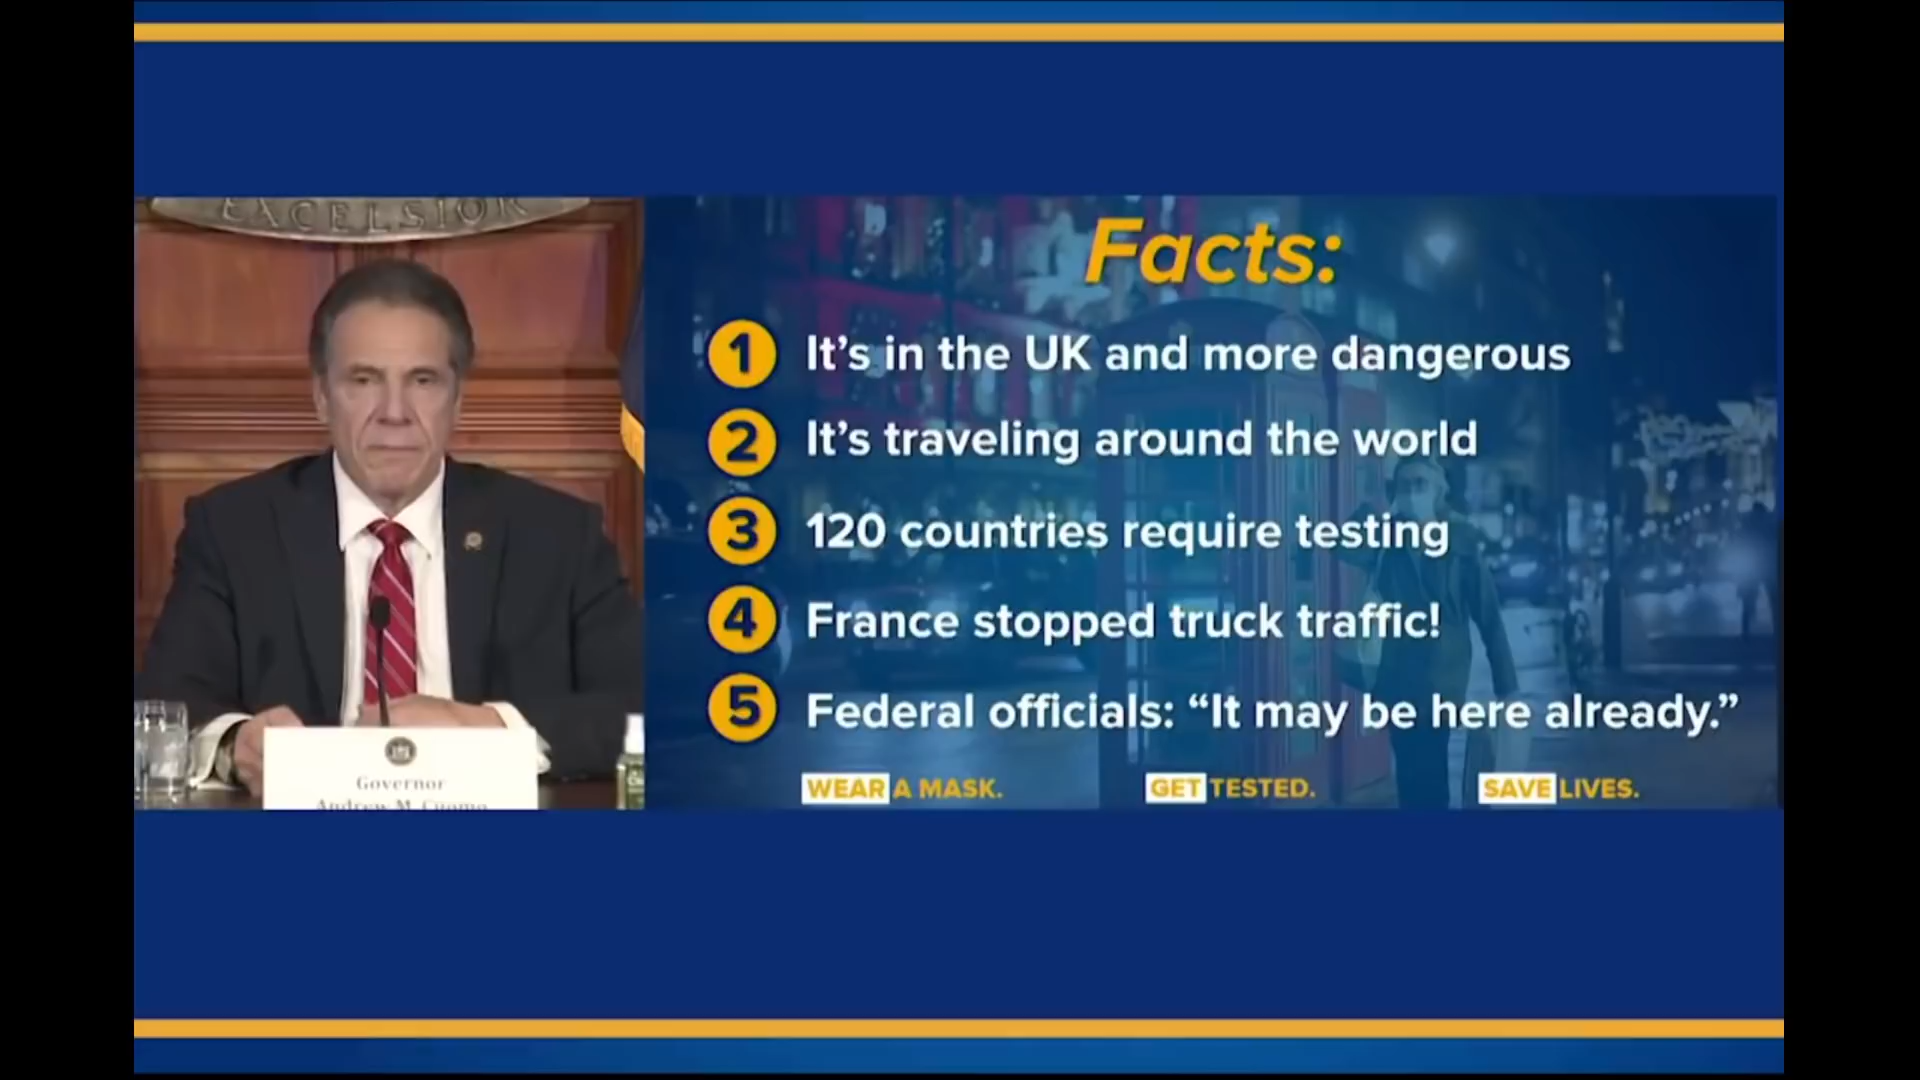 EXCELSIOR
Governor
Andrew M. Cuomo
Facts:
1 It’s in the UK and more dangerous
2 It’s traveling around the world
3 120 countries require testing
4 France stopped truck traffic!
5 Federal officials: “It may be here already.”
WEAR A MASK. GET TESTED. SAVE LIVES.